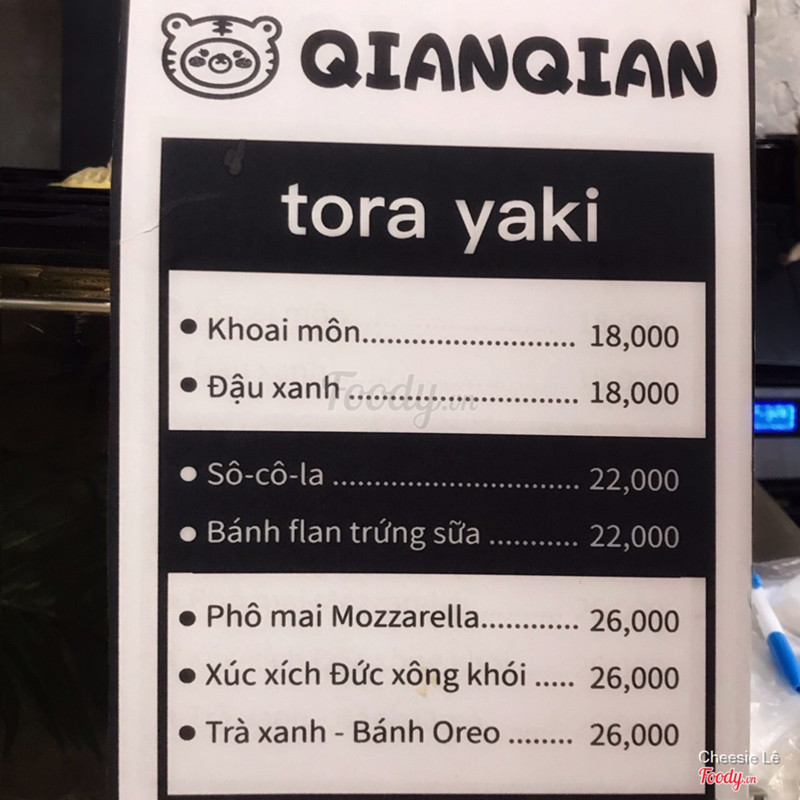 QIANQIAN
tora yaki
• Khoai môn........................ 18,000
• Đậu xanh .......................... 18,000
Foody.vn
• Sô-cô-la ............................ 22,000
• Bánh flan trứng sữa ........... 22,000
• Phô mai Mozzarella............ 26,000
• Xúc xích Đức xông khói ..... 26,000
• Trà xanh - Bánh Oreo ........ 26,000
Cheesie Lê
Foody.vn